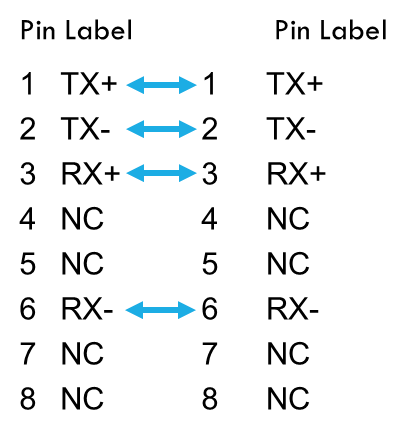 Pin Label Pin Label
1 TX+ 1 TX+
2 TX- 2 TX-
3 RX+ 3 RX+
4 NC 4 NC
5 NC 5 NC
6 RX- 6 RX-
7 NC 7 NC
8 NC 8 NC